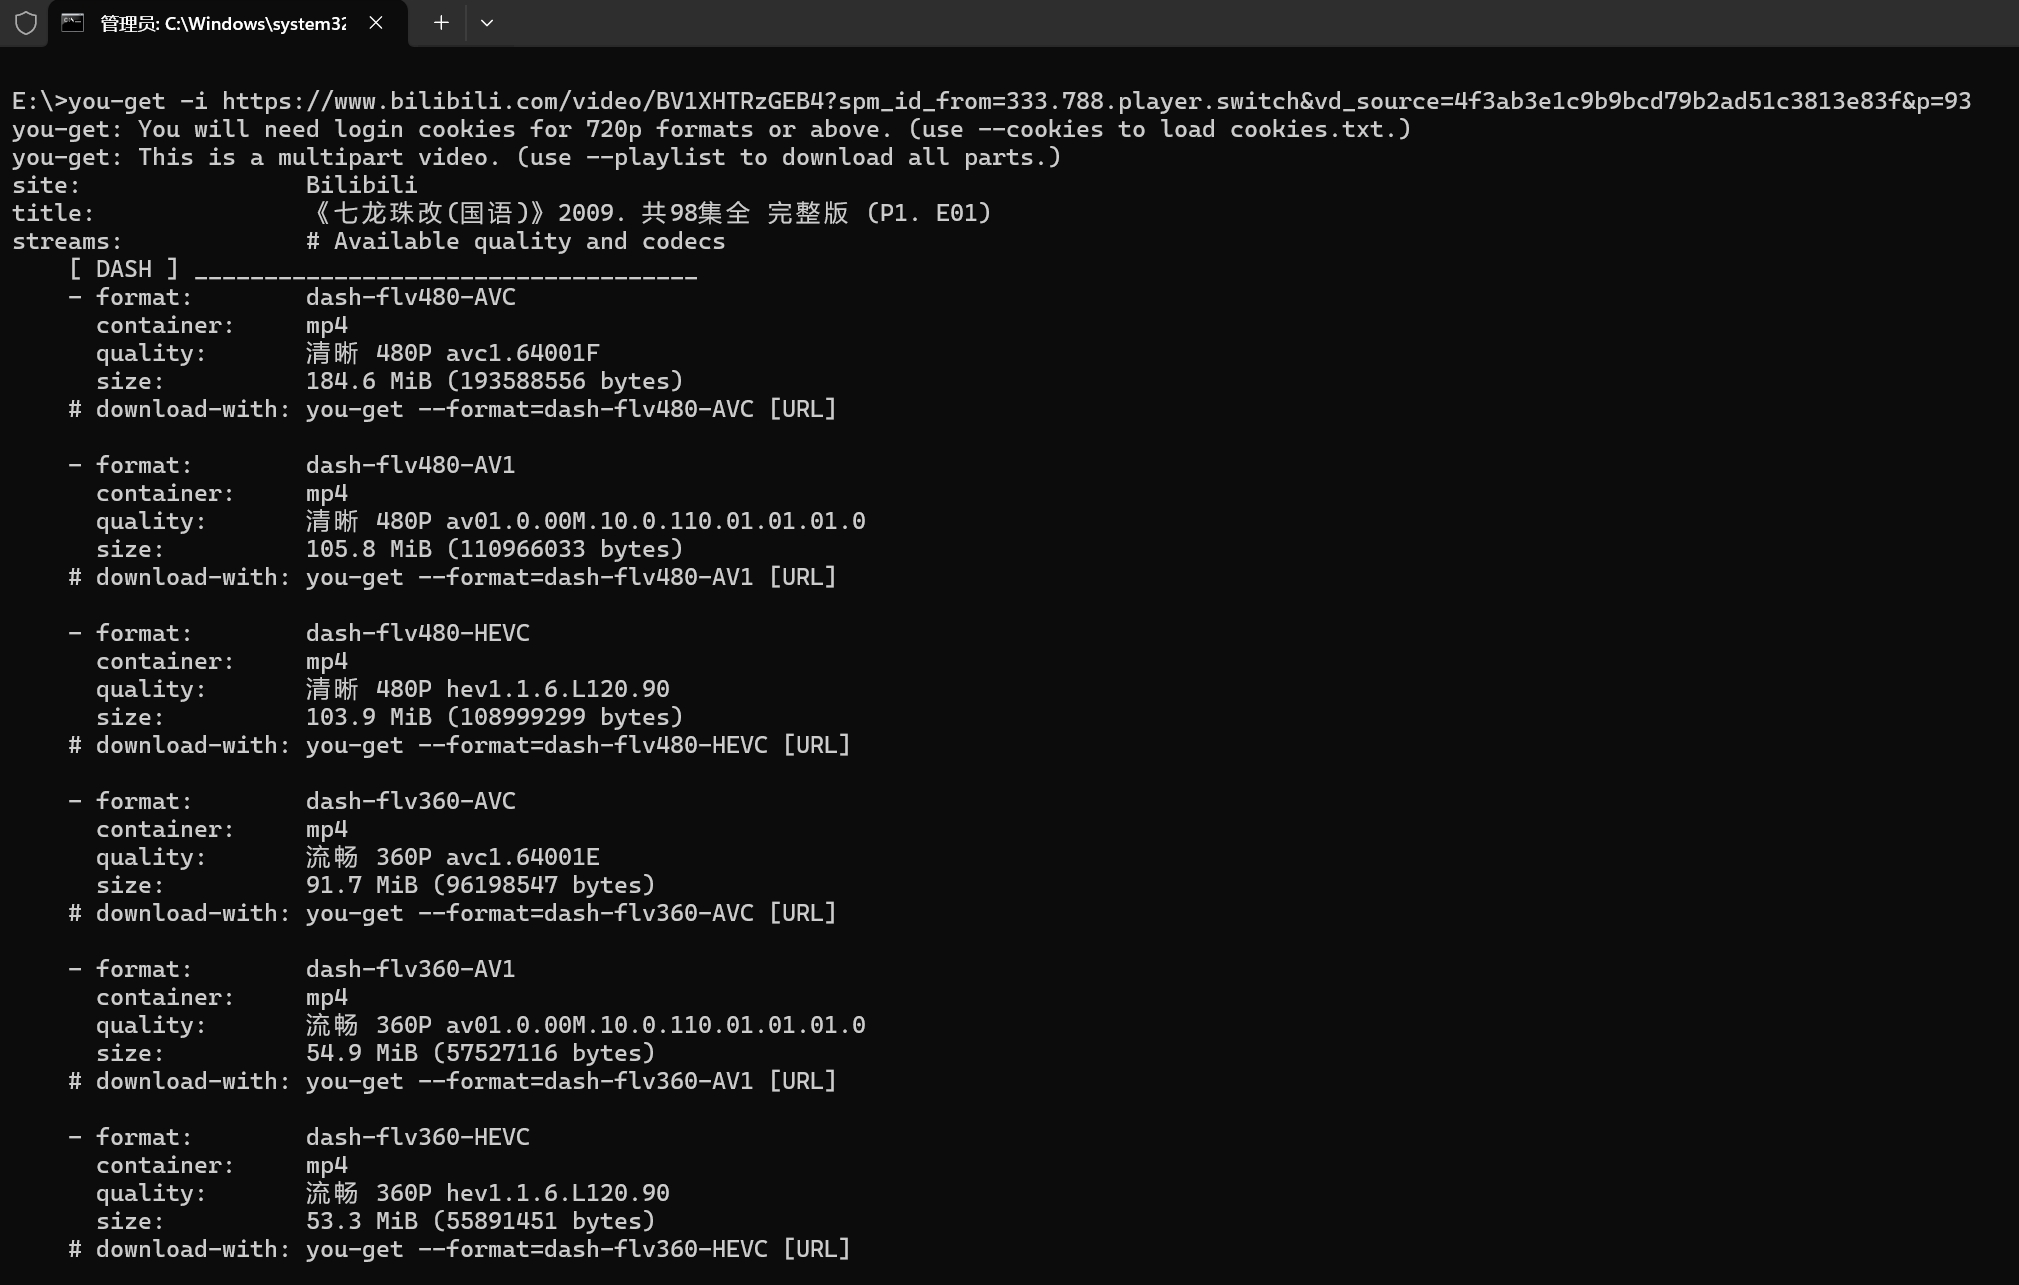 管理员: C:\Windows\system32
E:\>you-get -i https://www.bilibili.com/video/BV1XHTRzGEB4?spm_id_from=333.788.player.switch&vd_source=4f3ab3e1c9b9bcd79b2ad51c3813e83f&p=93
you-get: You will need login cookies for 720p formats or above. (use --cookies to load cookies.txt.)
you-get: This is a multipart video. (use --playlist to download all parts.)
site:                Bilibili
title:               《七龙珠改(国语)》2009. 共98集全 完整版 (P1. E01)
streams:             # Available quality and codecs
    [ DASH ] ____________________________________
    - format:        dash-flv480-AVC
      container:     mp4
      quality:       清晰 480P avc1.64001F
      size:          184.6 MiB (193588556 bytes)
    # download-with: you-get --format=dash-flv480-AVC [URL]
    - format:        dash-flv480-AV1
      container:     mp4
      quality:       清晰 480P av01.0.00M.10.0.110.01.01.01.0
      size:          105.8 MiB (110966033 bytes)
    # download-with: you-get --format=dash-flv480-AV1 [URL]
    - format:        dash-flv480-HEVC
      container:     mp4
      quality:       清晰 480P hev1.1.6.L120.90
      size:          103.9 MiB (108999299 bytes)
    # download-with: you-get --format=dash-flv480-HEVC [URL]
    - format:        dash-flv360-AVC
      container:     mp4
      quality:       流畅 360P avc1.64001E
      size:          91.7 MiB (96198547 bytes)
    # download-with: you-get --format=dash-flv360-AVC [URL]
    - format:        dash-flv360-AV1
      container:     mp4
      quality:       流畅 360P av01.0.00M.10.0.110.01.01.01.0
      size:          54.9 MiB (57527116 bytes)
    # download-with: you-get --format=dash-flv360-AV1 [URL]
    - format:        dash-flv360-HEVC
      container:     mp4
      quality:       流畅 360P hev1.1.6.L120.90
      size:          53.3 MiB (55891451 bytes)
    # download-with: you-get --format=dash-flv360-HEVC [URL]